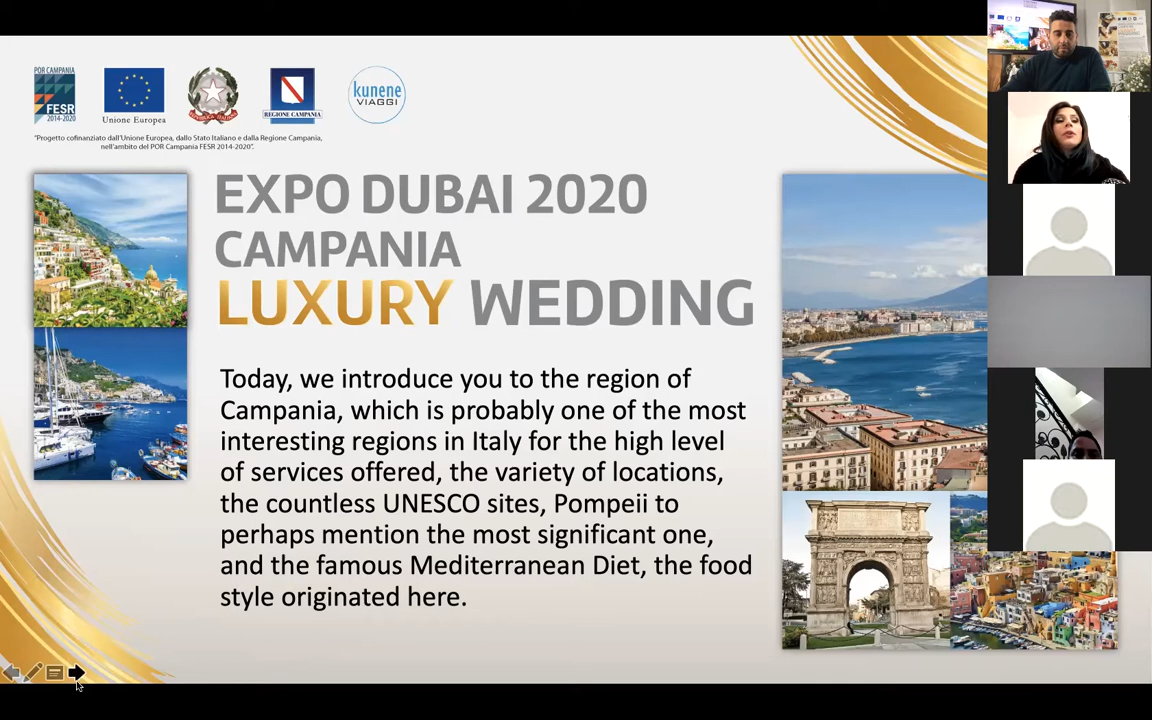 POR CAMPANIA
FESR
2014-2020
Unione Europea
REPVBBLICA ITALIANA
REGIONE CAMPANIA
kunene
VIAGGI
"Progetto cofinanziato dall'Unione Europea, dallo Stato Italiano e dalla Regione Campania,
nell'ambito del POR Campania FESR 2014-2020".
EXPO DUBAI 2020
CAMPANIA
LUXURY WEDDING
Today, we introduce you to the region of
Campania, which is probably one of the most
interesting regions in Italy for the high level
of services offered, the variety of locations,
the countless UNESCO sites, Pompeii to
perhaps mention the most significant one,
and the famous Mediterranean Diet, the food
style originated here.